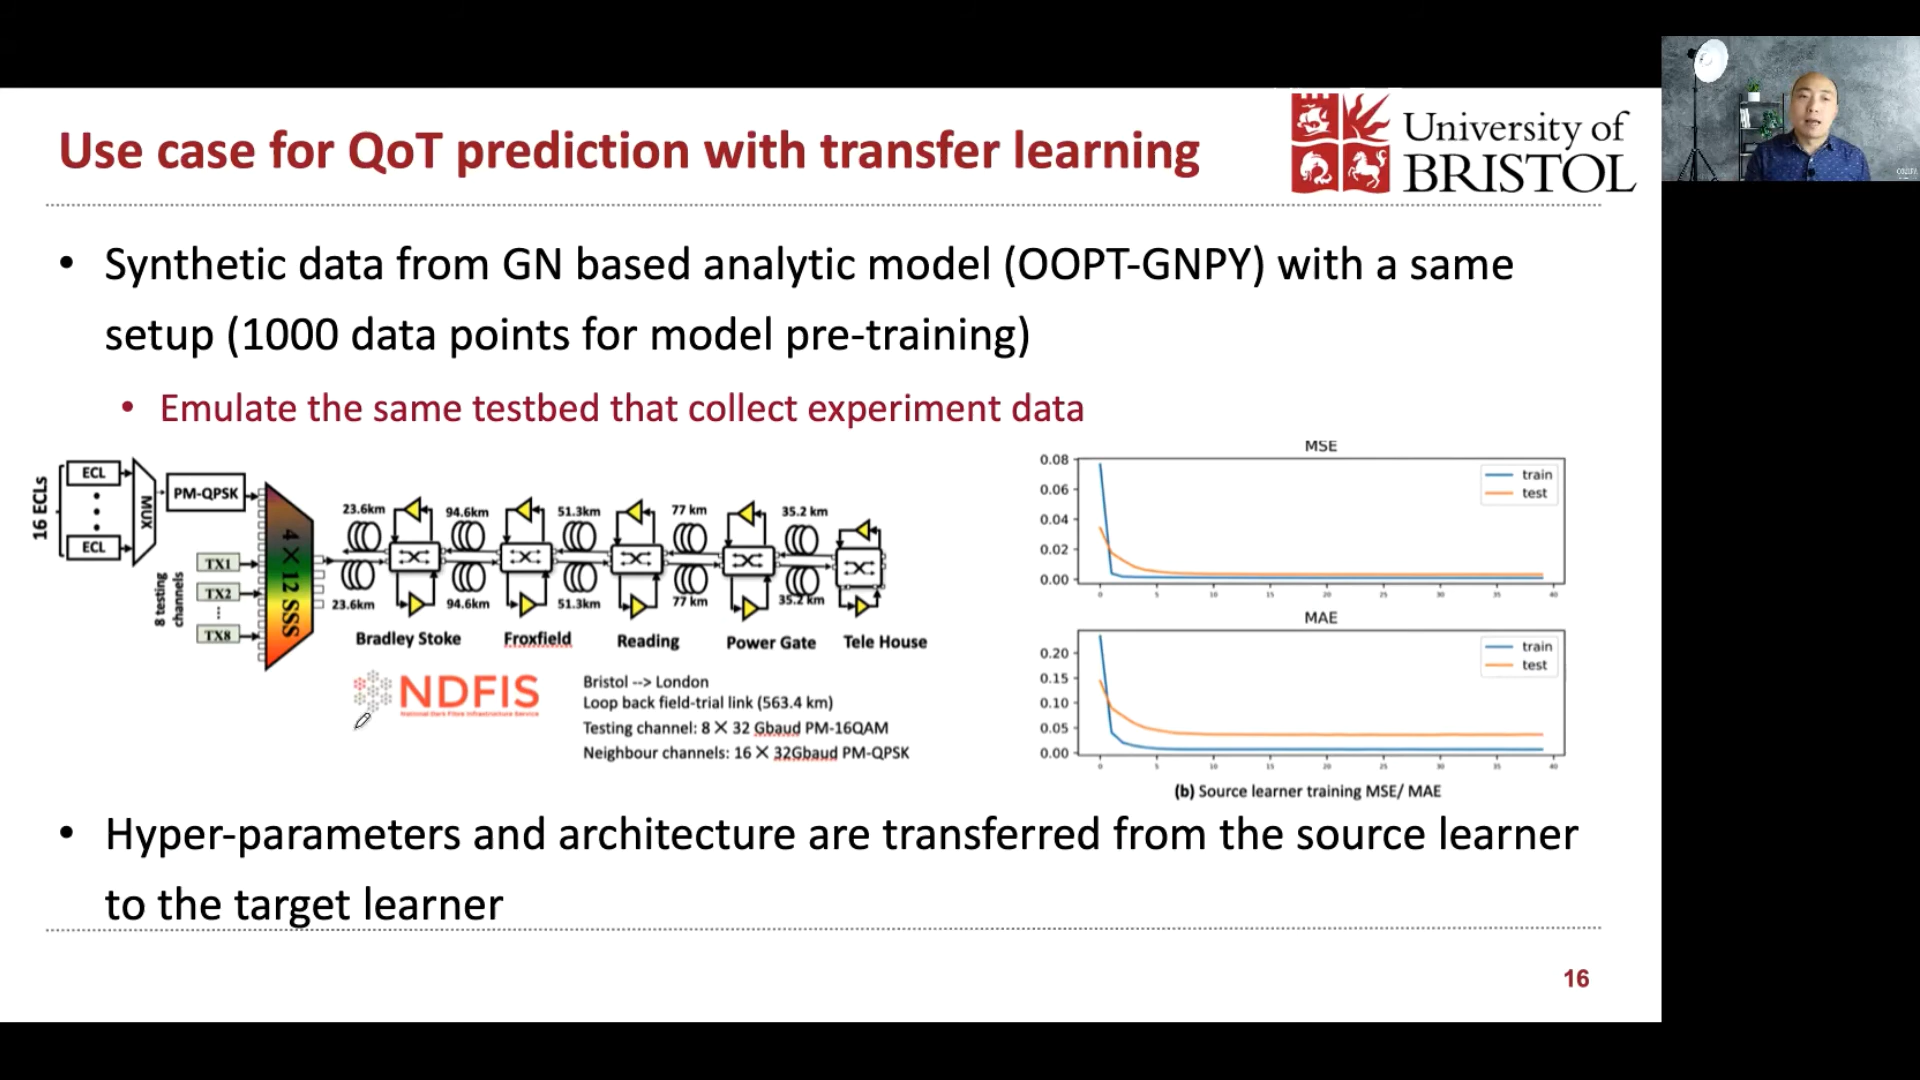 Use case for QoT prediction with transfer learning
University of
BRISTOL
• Synthetic data from GN based analytic model (OOPT-GNPY) with a same
setup (1000 data points for model pre-training)
• Emulate the same testbed that collect experiment data
16 ECLs
ECL
ECL
MUX
PM-QPSK
8 testing
channels
TX1
TX2
TX8
4 × 12 SSS
23.6km
94.6km
51.3km
77 km
35.2 km
23.6km
94.6km
51.3km
77 km
35.2 km
Bradley Stoke
Froxfield
Reading
Power Gate
Tele House
NDFIS
National Dark Fibre Infrastructure Service
Bristol --> London
Loop back field-trial link (563.4 km)
Testing channel: 8 × 32 Gbaud PM-16QAM
Neighbour channels: 16 × 32Gbaud PM-QPSK
MSE
0.08
0.06
0.04
0.02
0.00
train
test
0 5 10 15 20 25 30 35 40
MAE
0.20
0.15
0.10
0.05
0.00
train
test
0 5 10 15 20 25 30 35 40
(b) Source learner training MSE/ MAE
• Hyper-parameters and architecture are transferred from the source learner
to the target learner
16